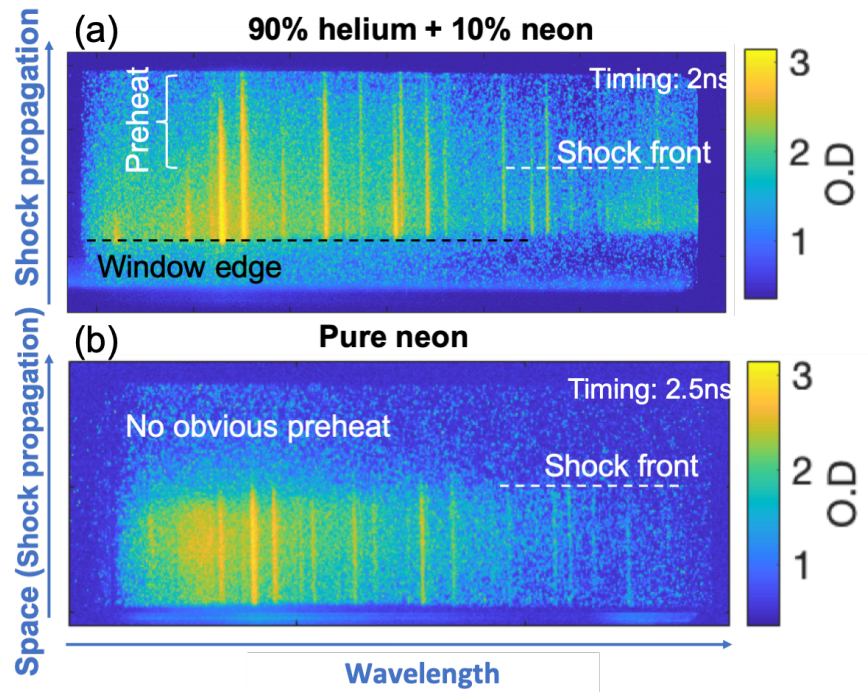 (a)
90% helium + 10% neon
Shock propagation
Preheat
Timing: 2ns
Shock front
Window edge
3
2
1
O.D
(b)
Pure neon
Space (Shock propagation)
No obvious preheat
Timing: 2.5ns
Shock front
3
2
1
O.D
Wavelength